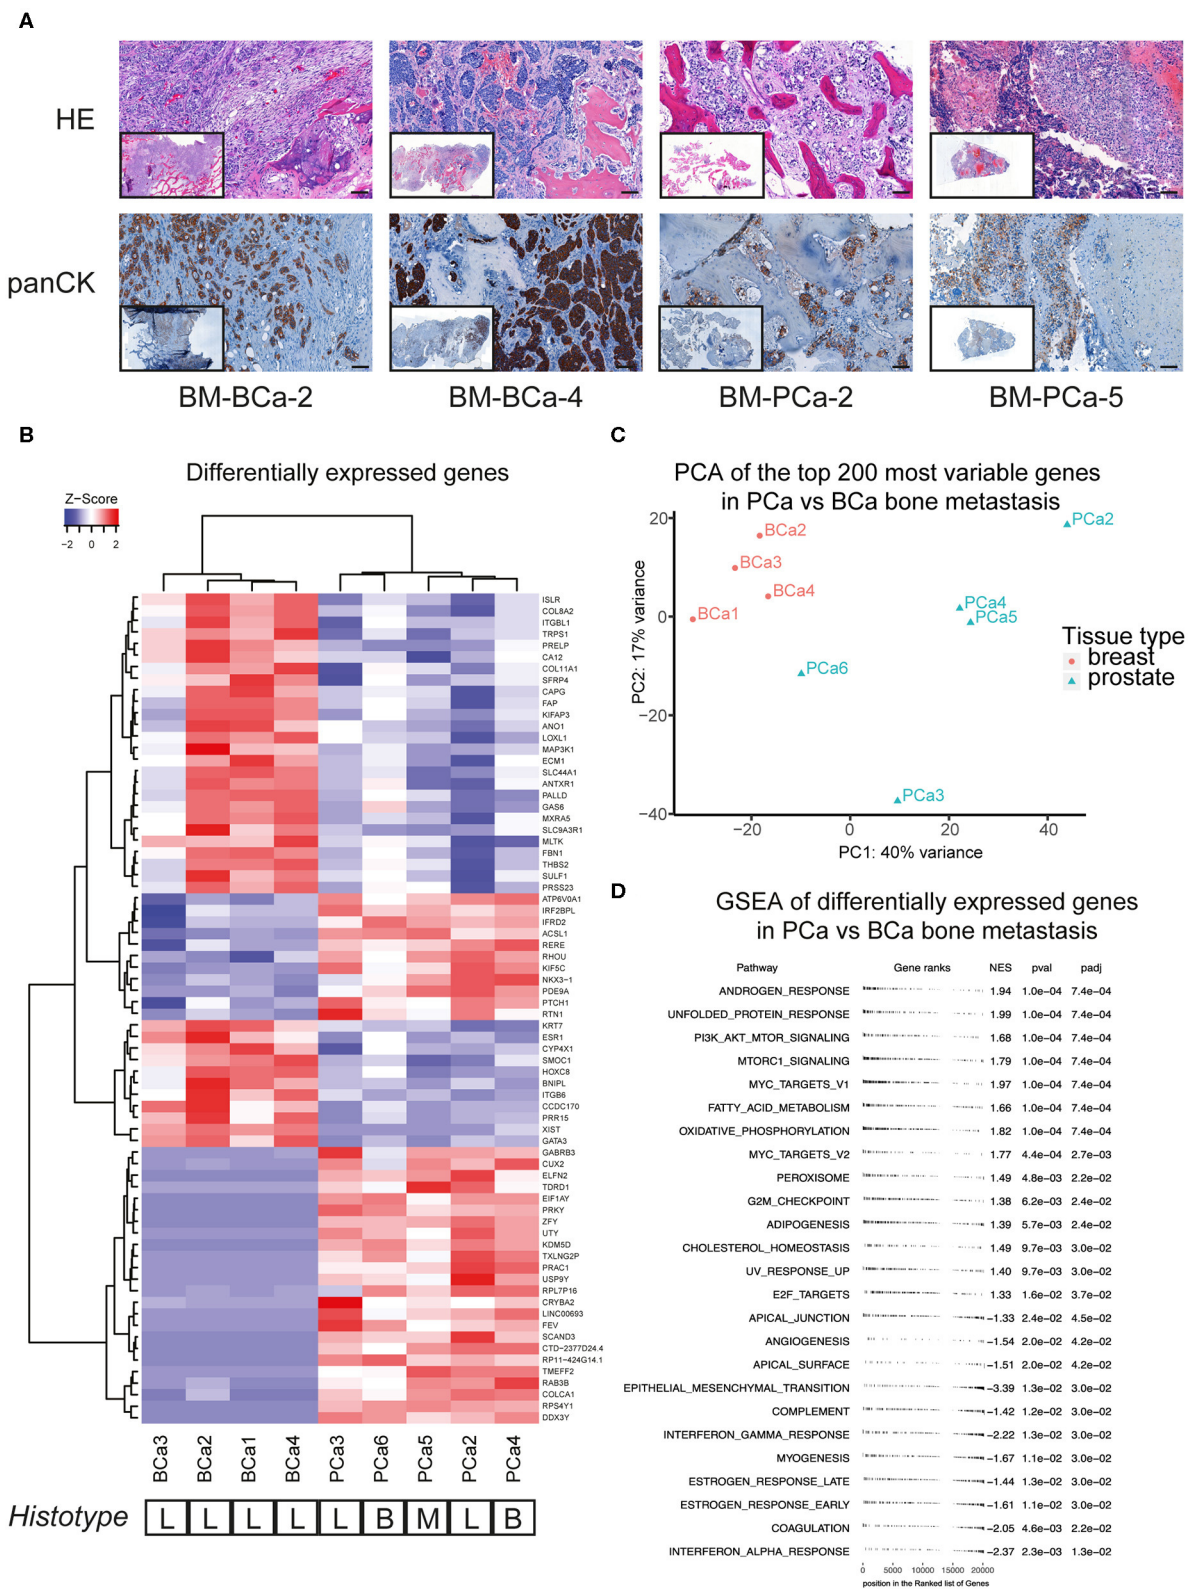 A
HE
panCK
BM-BCa-2
BM-BCa-4
BM-PCa-2
BM-PCa-5
B
Differentially expressed genes
Z-Score
-2 0 2
ISLR
COL8A2
ITGBL1
TRPS1
PRELP
CA12
COL11A1
SFRP4
CAPG
FAP
KIFAP3
ANO1
LOXL1
MAP3K1
ECM1
SLC44A1
ANTXR1
PALLD
GAS6
MXRA5
SLC9A3R1
MLTK
FBN1
THBS2
SULF1
PRSS23
ATP6V0A1
IRF2BPL
IFRD2
ACSL1
RERE
RHOU
KIF5C
NKX3-1
PDE9A
PTCH1
RTN1
KRT7
ESR1
CYP4X1
SMOC1
HOXC8
BNIPL
ITGB6
CCDC170
PRR15
XIST
GATA3
GABRB3
CUX2
ELFN2
TDRD1
EIF1AY
PRKY
ZFY
UTY
KDM5D
TXLNG2P
PRAC1
USP9Y
RPL7P16
CRYBA2
LINC00693
FEV
SCAND3
CTD-2377D24.4
RP11-424G14.1
TMEFF2
RAB3B
COLCA1
RPS4Y1
DDX3Y
BCa3 BCa2 BCa1 BCa4 PCa3 PCa6 PCa5 PCa2 PCa4
Histotype L L L L L B M L B
C
PCA of the top 200 most variable genes
in PCa vs BCa bone metastasis
PC2: 17% variance
20
0
-20
-40
BCa2
BCa3
BCa4
BCa1
PCa2
PCa4
PCa5
PCa6
PCa3
-20 0 20 40
PC1: 40% variance
Tissue type
breast
prostate
D
GSEA of differentially expressed genes
in PCa vs BCa bone metastasis
Pathway Gene ranks NES pval padj
ANDROGEN_RESPONSE 1.94 1.0e-04 7.4e-04
UNFOLDED_PROTEIN_RESPONSE 1.99 1.0e-04 7.4e-04
PI3K_AKT_MTOR_SIGNALING 1.68 1.0e-04 7.4e-04
MTORC1_SIGNALING 1.79 1.0e-04 7.4e-04
MYC_TARGETS_V1 1.97 1.0e-04 7.4e-04
FATTY_ACID_METABOLISM 1.66 1.0e-04 7.4e-04
OXIDATIVE_PHOSPHORYLATION 1.82 1.0e-04 7.4e-04
MYC_TARGETS_V2 1.77 4.4e-04 2.7e-03
PEROXISOME 1.49 4.8e-03 2.2e-02
G2M_CHECKPOINT 1.38 6.2e-03 2.4e-02
ADIPOGENESIS 1.39 5.7e-03 2.4e-02
CHOLESTEROL_HOMEOSTASIS 1.49 9.7e-03 3.0e-02
UV_RESPONSE_UP 1.40 9.7e-03 3.0e-02
E2F_TARGETS 1.33 1.6e-02 3.7e-02
APICAL_JUNCTION -1.33 2.4e-02 4.5e-02
ANGIOGENESIS -1.54 2.0e-02 4.2e-02
APICAL_SURFACE -1.51 2.0e-02 4.2e-02
EPITHELIAL_MESENCHYMAL_TRANSITION -3.39 1.3e-02 3.0e-02
COMPLEMENT -1.42 1.2e-02 3.0e-02
INTERFERON_GAMMA_RESPONSE -2.22 1.3e-02 3.0e-02
MYOGENESIS -1.67 1.1e-02 3.0e-02
ESTROGEN_RESPONSE_LATE -1.44 1.3e-02 3.0e-02
ESTROGEN_RESPONSE_EARLY -1.61 1.1e-02 3.0e-02
COAGULATION -2.05 4.6e-03 2.2e-02
INTERFERON_ALPHA_RESPONSE -2.37 2.3e-03 1.3e-02
0 5000 10000 15000 20000
position in the Ranked list of Genes